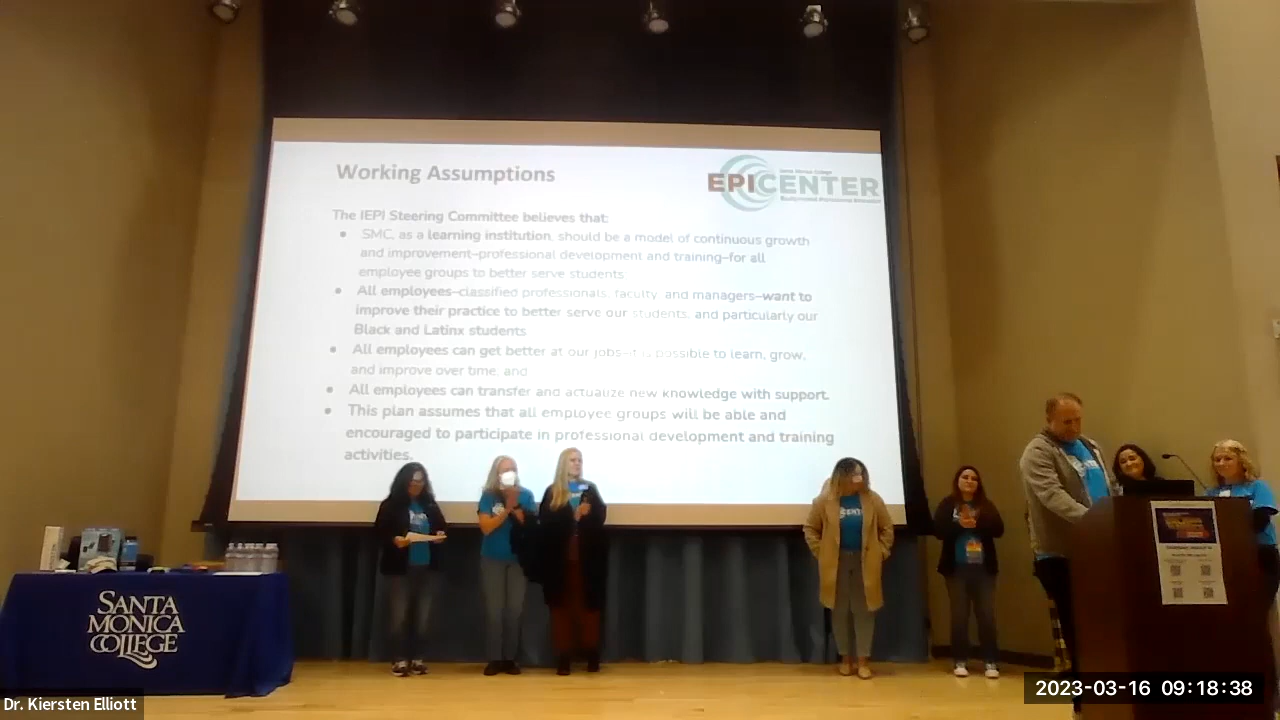 Working Assumptions
EPICENTER
The IEPI Steering Committee believes that:
● SMC, as a learning institution, should be a model of continuous growth
and improvement–professional development and training–for all
employee groups to better serve students;
● All employees–classified professionals, faculty, and managers–want to
improve their practice to better serve our students, and particularly our
Black and Latinx students
● All employees can get better at our jobs–it is possible to learn, grow,
and improve over time; and
● All employees can transfer and actualize new knowledge with support.
● This plan assumes that all employee groups will be able and
encouraged to participate in professional development and training
activities.
SANTA
MONICA
COLLEGE
Dr. Kiersten Elliott
2023-03-16 09:18:38